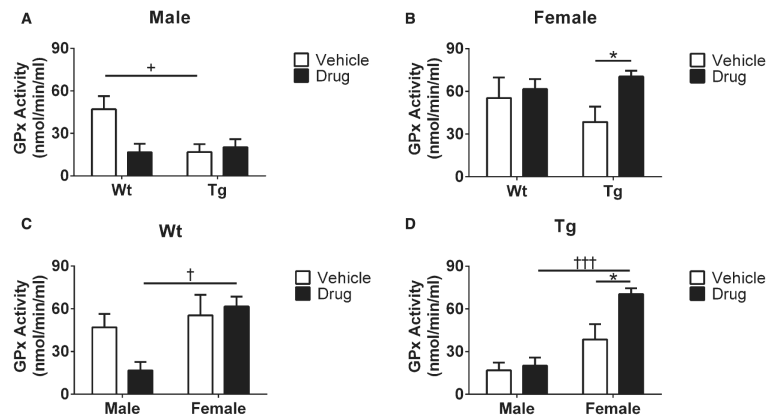 A
Male
GPx Activity
(nmol/min/ml)
90
60
30
0
+
Wt
Tg
Vehicle
Drug
B
Female
GPx Activity
(nmol/min/ml)
90
60
30
0
*
Wt
Tg
Vehicle
Drug
C
Wt
GPx Activity
(nmol/min/ml)
90
60
30
0
†
Male
Female
Vehicle
Drug
D
Tg
GPx Activity
(nmol/min/ml)
90
60
30
0
†††
*
Male
Female
Vehicle
Drug